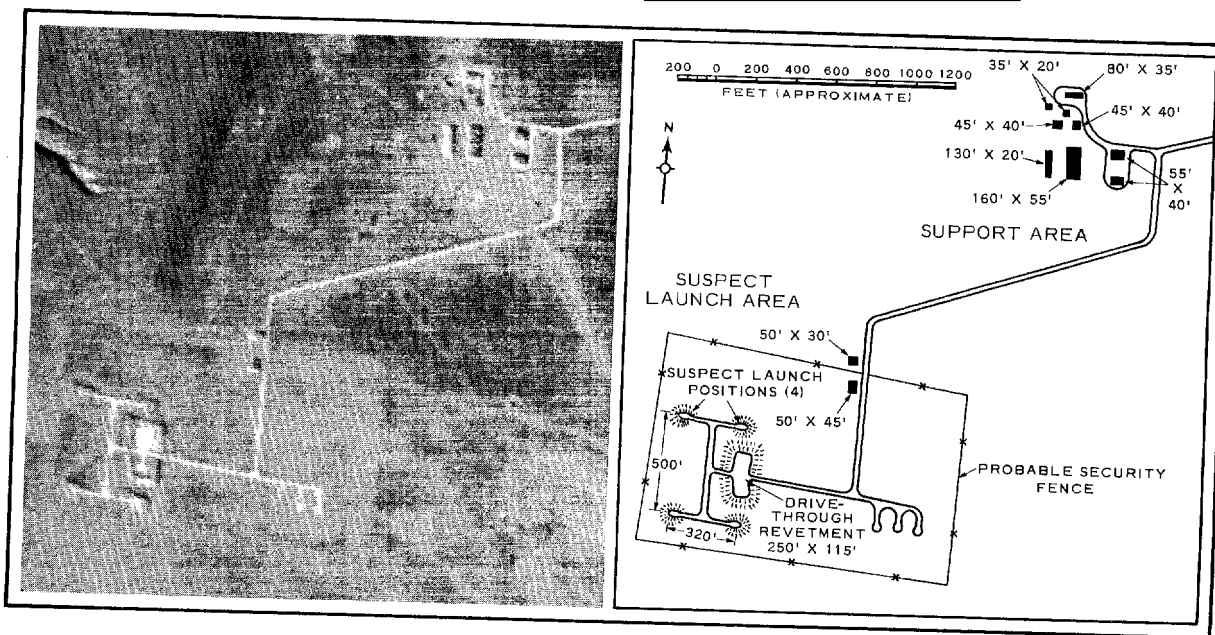 200 0 200 400 600 800 1000 1200
FEET (APPROXIMATE)
35' X 20'
80' X 35'
N
45' X 40'
45' X 40'
130' X 20'
55'
X
40'
160' X 55'
SUPPORT AREA
SUSPECT
LAUNCH AREA
50' X 30'
SUSPECT LAUNCH
POSITIONS (4)
50' X 45'
500'
PROBABLE SECURITY
FENCE
DRIVE-
THROUGH
REVETMENT
250' X 115'
320'